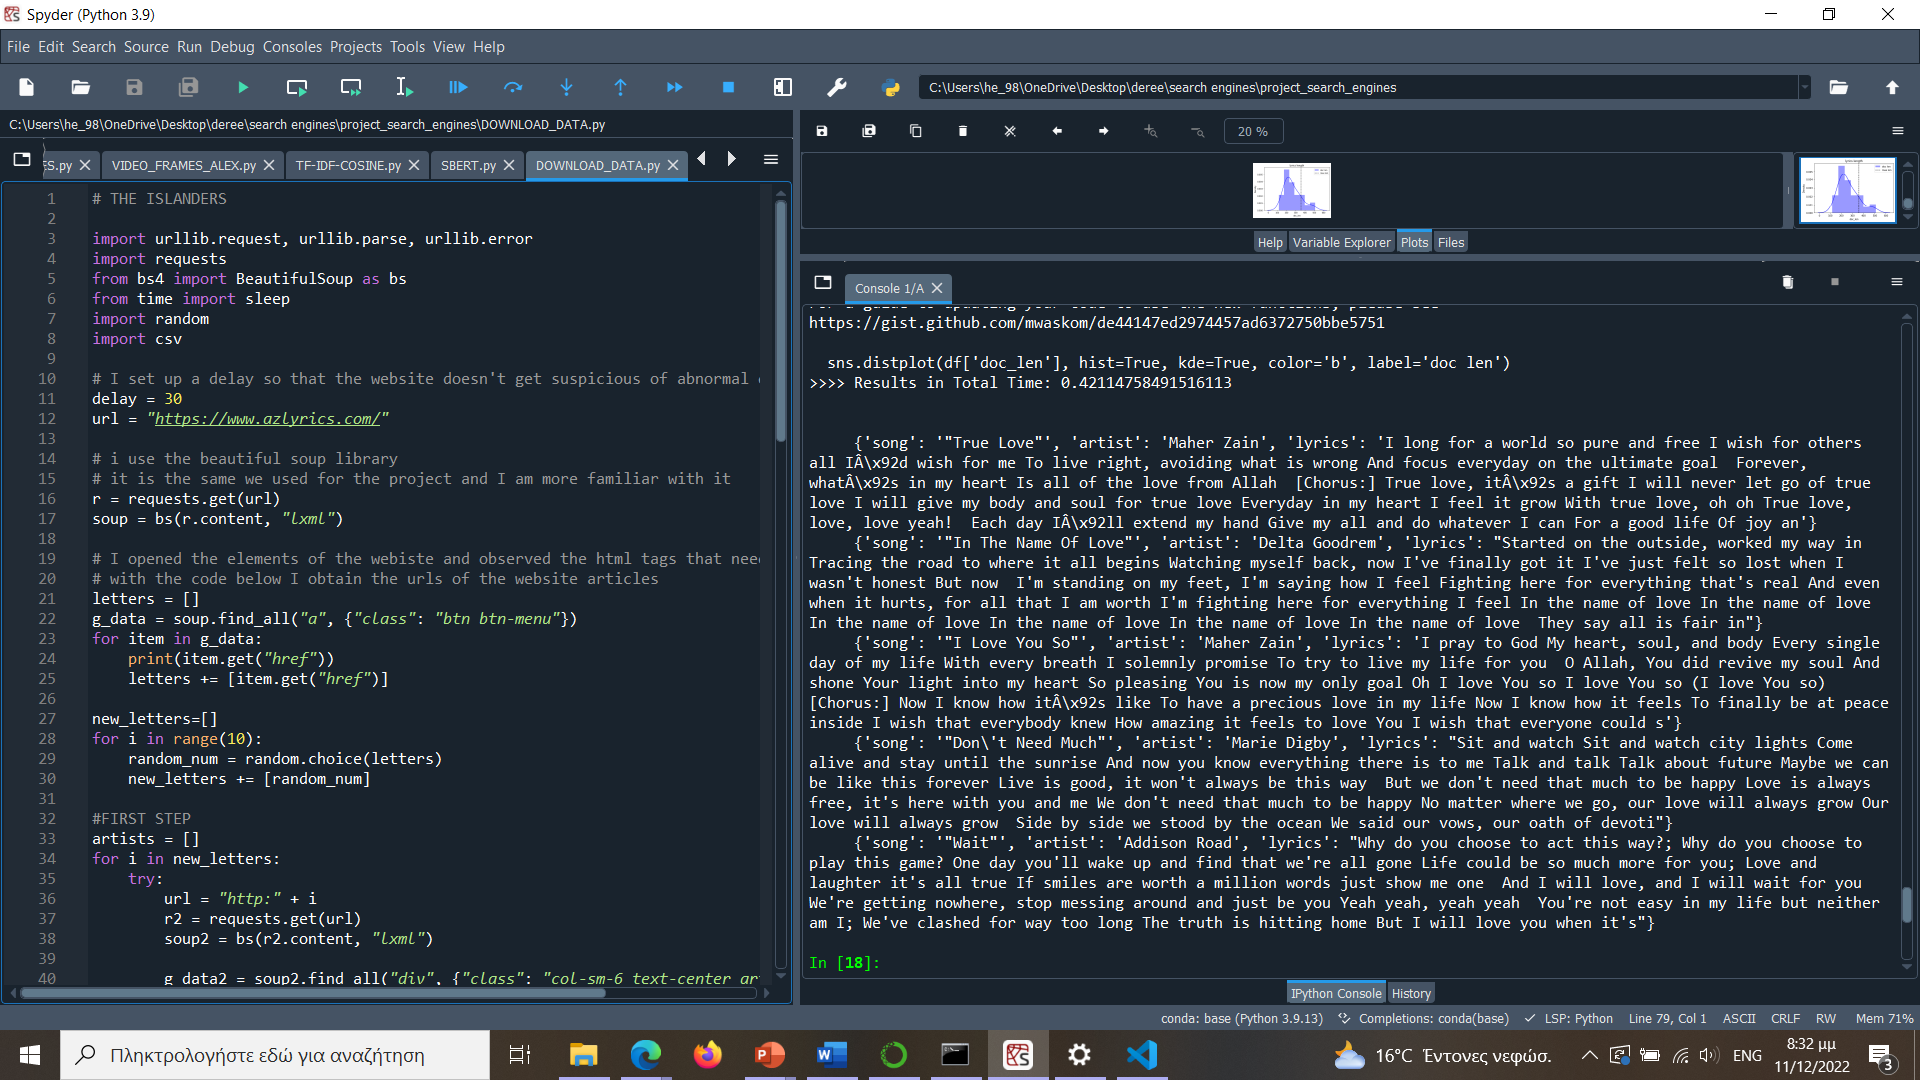 Spyder (Python 3.9)
File Edit Search Source Run Debug Consoles Projects Tools View Help
C:\Users\he_98\OneDrive\Desktop\deree\search engines\project_search_engines
C:\Users\he_98\OneDrive\Desktop\deree\search engines\project_search_engines\DOWNLOAD_DATA.py
ES.py VIDEO_FRAMES_ALEX.py TF-IDF-COSINE.py SBERT.py DOWNLOAD_DATA.py
1 # THE ISLANDERS
2
3 import urllib.request, urllib.parse, urllib.error
4 import requests
5 from bs4 import BeautifulSoup as bs
6 from time import sleep
7 import random
8 import csv
9
10 # I set up a delay so that the website doesn't get suspicious of abnormal
11 delay = 30
12 url = "https://www.azlyrics.com/"
13
14 # i use the beautiful soup library
15 # it is the same we used for the project and I am more familiar with it
16 r = requests.get(url)
17 soup = bs(r.content, "lxml")
18
19 # I opened the elements of the webiste and observed the html tags that nee
20 # with the code below I obtain the urls of the website articles
21 letters = []
22 g_data = soup.find_all("a", {"class": "btn btn-menu"})
23 for item in g_data:
24 print(item.get("href"))
25 letters += [item.get("href")]
26
27 new_letters=[]
28 for i in range(10):
29 random_num = random.choice(letters)
30 new_letters += [random_num]
31
32 #FIRST STEP
33 artists = []
34 for i in new_letters:
35 try:
36 url = "http:" + i
37 r2 = requests.get(url)
38 soup2 = bs(r2.content, "lxml")
39
40 g_data2 = soup2.find_all("div", {"class": "col-sm-6 text-center ar
20 %
Help Variable Explorer Plots Files
Console 1/A
https://gist.github.com/mwaskom/de44147ed2974457ad6372750bbe5751
sns.distplot(df['doc_len'], hist=True, kde=True, color='b', label='doc len')
>>>> Results in Total Time: 0.42114758491516113
{'song': '"True Love"', 'artist': 'Maher Zain', 'lyrics': 'I long for a world so pure and free I wish for others
all IÂ\x92d wish for me To live right, avoiding what is wrong And focus everyday on the ultimate goal  Forever,
whatÂ\x92s in my heart Is all of the love from Allah  [Chorus:] True love, itÂ\x92s a gift I will never let go of true
love I will give my body and soul for true love Everyday in my heart I feel it grow With true love, oh oh True love,
love, love yeah!  Each day IÂ\x92ll extend my hand Give my all and do whatever I can For a good life Of joy an'}
{'song': '"In The Name Of Love"', 'artist': 'Delta Goodrem', 'lyrics': "Started on the outside, worked my way in
Tracing the road to where it all begins Watching myself back, now I've finally got it I've just felt so lost when I
wasn't honest But now  I'm standing on my feet, I'm saying how I feel Fighting here for everything that's real And even
when it hurts, for all that I am worth I'm fighting here for everything I feel In the name of love In the name of love
In the name of love In the name of love In the name of love In the name of love  They say all is fair in"}
{'song': '"I Love You So"', 'artist': 'Maher Zain', 'lyrics': 'I pray to God My heart, soul, and body Every single
day of my life With every breath I solemnly promise To try to live my life for you  O Allah, You did revive my soul And
shone Your light into my heart So pleasing You is now my only goal Oh I love You so I love You so (I love You so)
[Chorus:] Now I know how itÂ\x92s like To have a precious love in my life Now I know how it feels To finally be at peace
inside I wish that everybody knew How amazing it feels to love You I wish that everyone could s'}
{'song': '"Don\'t Need Much"', 'artist': 'Marie Digby', 'lyrics': "Sit and watch Sit and watch city lights Come
alive and stay until the sunrise And now you know everything there is to me Talk and talk Talk about future Maybe we can
be like this forever Live is good, it won't always be this way  But we don't need that much to be happy Love is always
free, it's here with you and me We don't need that much to be happy No matter where we go, our love will always grow Our
love will always grow  Side by side we stood by the ocean We said our vows, our oath of devoti"}
{'song': '"Wait"', 'artist': 'Addison Road', 'lyrics': "Why do you choose to act this way?; Why do you choose to
play this game? One day you'll wake up and find that we're all gone Life could be so much more for you; Love and
laughter it's all true If smiles are worth a million words just show me one  And I will love, and I will wait for you
We're getting nowhere, stop messing around and just be you Yeah yeah, yeah yeah  You're not easy in my life but neither
am I; We've clashed for way too long The truth is hitting home But I will love you when it's"}
In [18]:
IPython Console History
conda: base (Python 3.9.13) Completions: conda(base) LSP: Python Line 79, Col 1 ASCII CRLF RW Mem 71%
Πληκτρολογήστε εδώ για αναζήτηση
16°C Έντονες νεφώσ.
ENG
8:32 μμ
11/12/2022
3